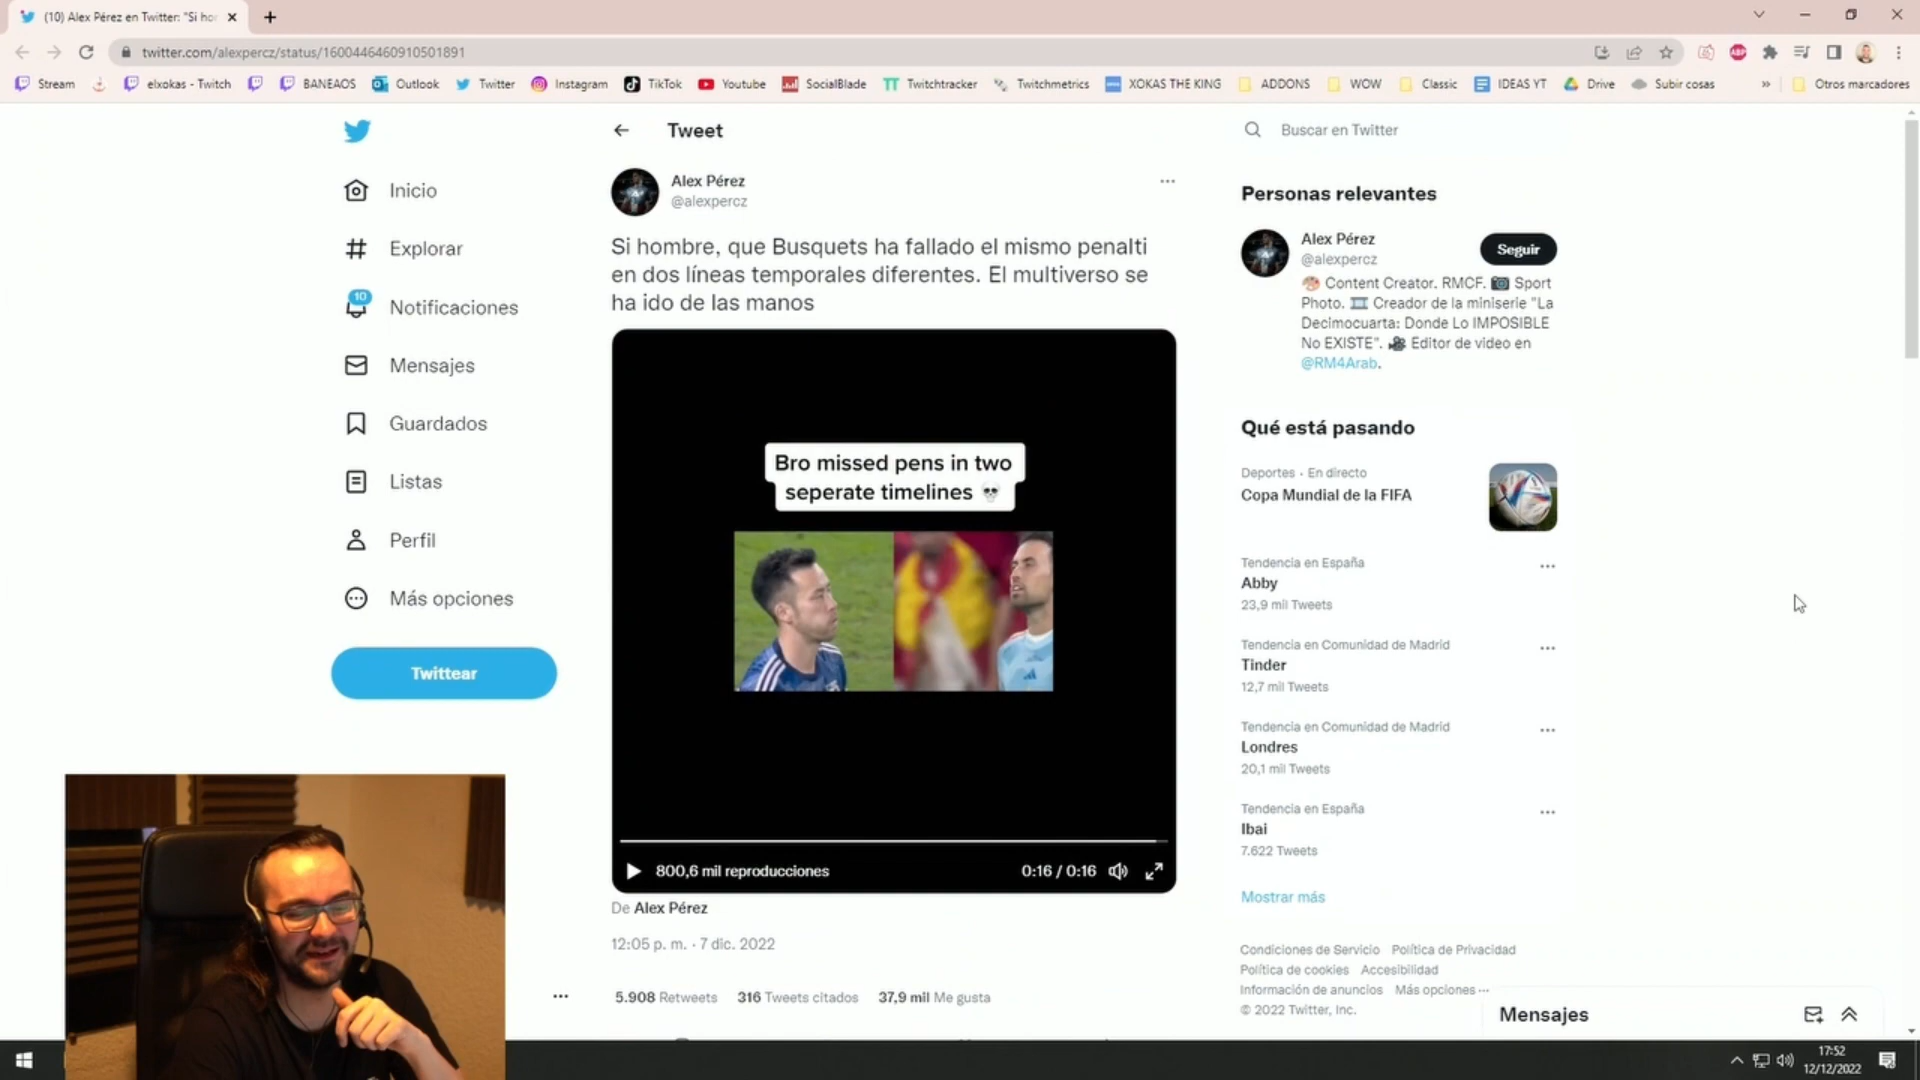 (10) Alex Pérez en Twitter: "Si ho
twitter.com/alexpercz/status/1600446460910501891
Stream
elxokas - Twitch
BANEAOS
Outlook
Twitter
Instagram
TikTok
Youtube
SocialBlade
Twitchtracker
Twitchmetrics
XOKAS THE KING
ADDONS
WOW
Classic
IDEAS YT
Drive
Subir cosas
»
Otros marcadores
ABP
Inicio
Explorar
10
Notificaciones
Mensajes
Guardados
Listas
Perfil
Más opciones
Twittear
Tweet
Alex Pérez
@alexpercz
Si hombre, que Busquets ha fallado el mismo penalti
en dos líneas temporales diferentes. El multiverso se
ha ido de las manos
Bro missed pens in two
seperate timelines 💀
800,6 mil reproducciones
0:16 / 0:16
De Alex Pérez
12:05 p. m. · 7 dic. 2022
5.908 Retweets 316 Tweets citados 37,9 mil Me gusta
Buscar en Twitter
Personas relevantes
Alex Pérez
@alexpercz
Seguir
🎨 Content Creator. RMCF. 📷 Sport
Photo. 🎞 Creador de la miniserie "La
Decimocuarta: Donde Lo IMPOSIBLE
No EXISTE". 🎥 Editor de video en
@RM4Arab.
Qué está pasando
Deportes · En directo
Copa Mundial de la FIFA
Tendencia en España
Abby
23,9 mil Tweets
Tendencia en Comunidad de Madrid
Tinder
12,7 mil Tweets
Tendencia en Comunidad de Madrid
Londres
20,1 mil Tweets
Tendencia en España
Ibai
7.622 Tweets
Mostrar más
Condiciones de Servicio Política de Privacidad
Política de cookies Accesibilidad
Información de anuncios Más opciones ···
© 2022 Twitter, Inc.
Mensajes
17:52
12/12/2022